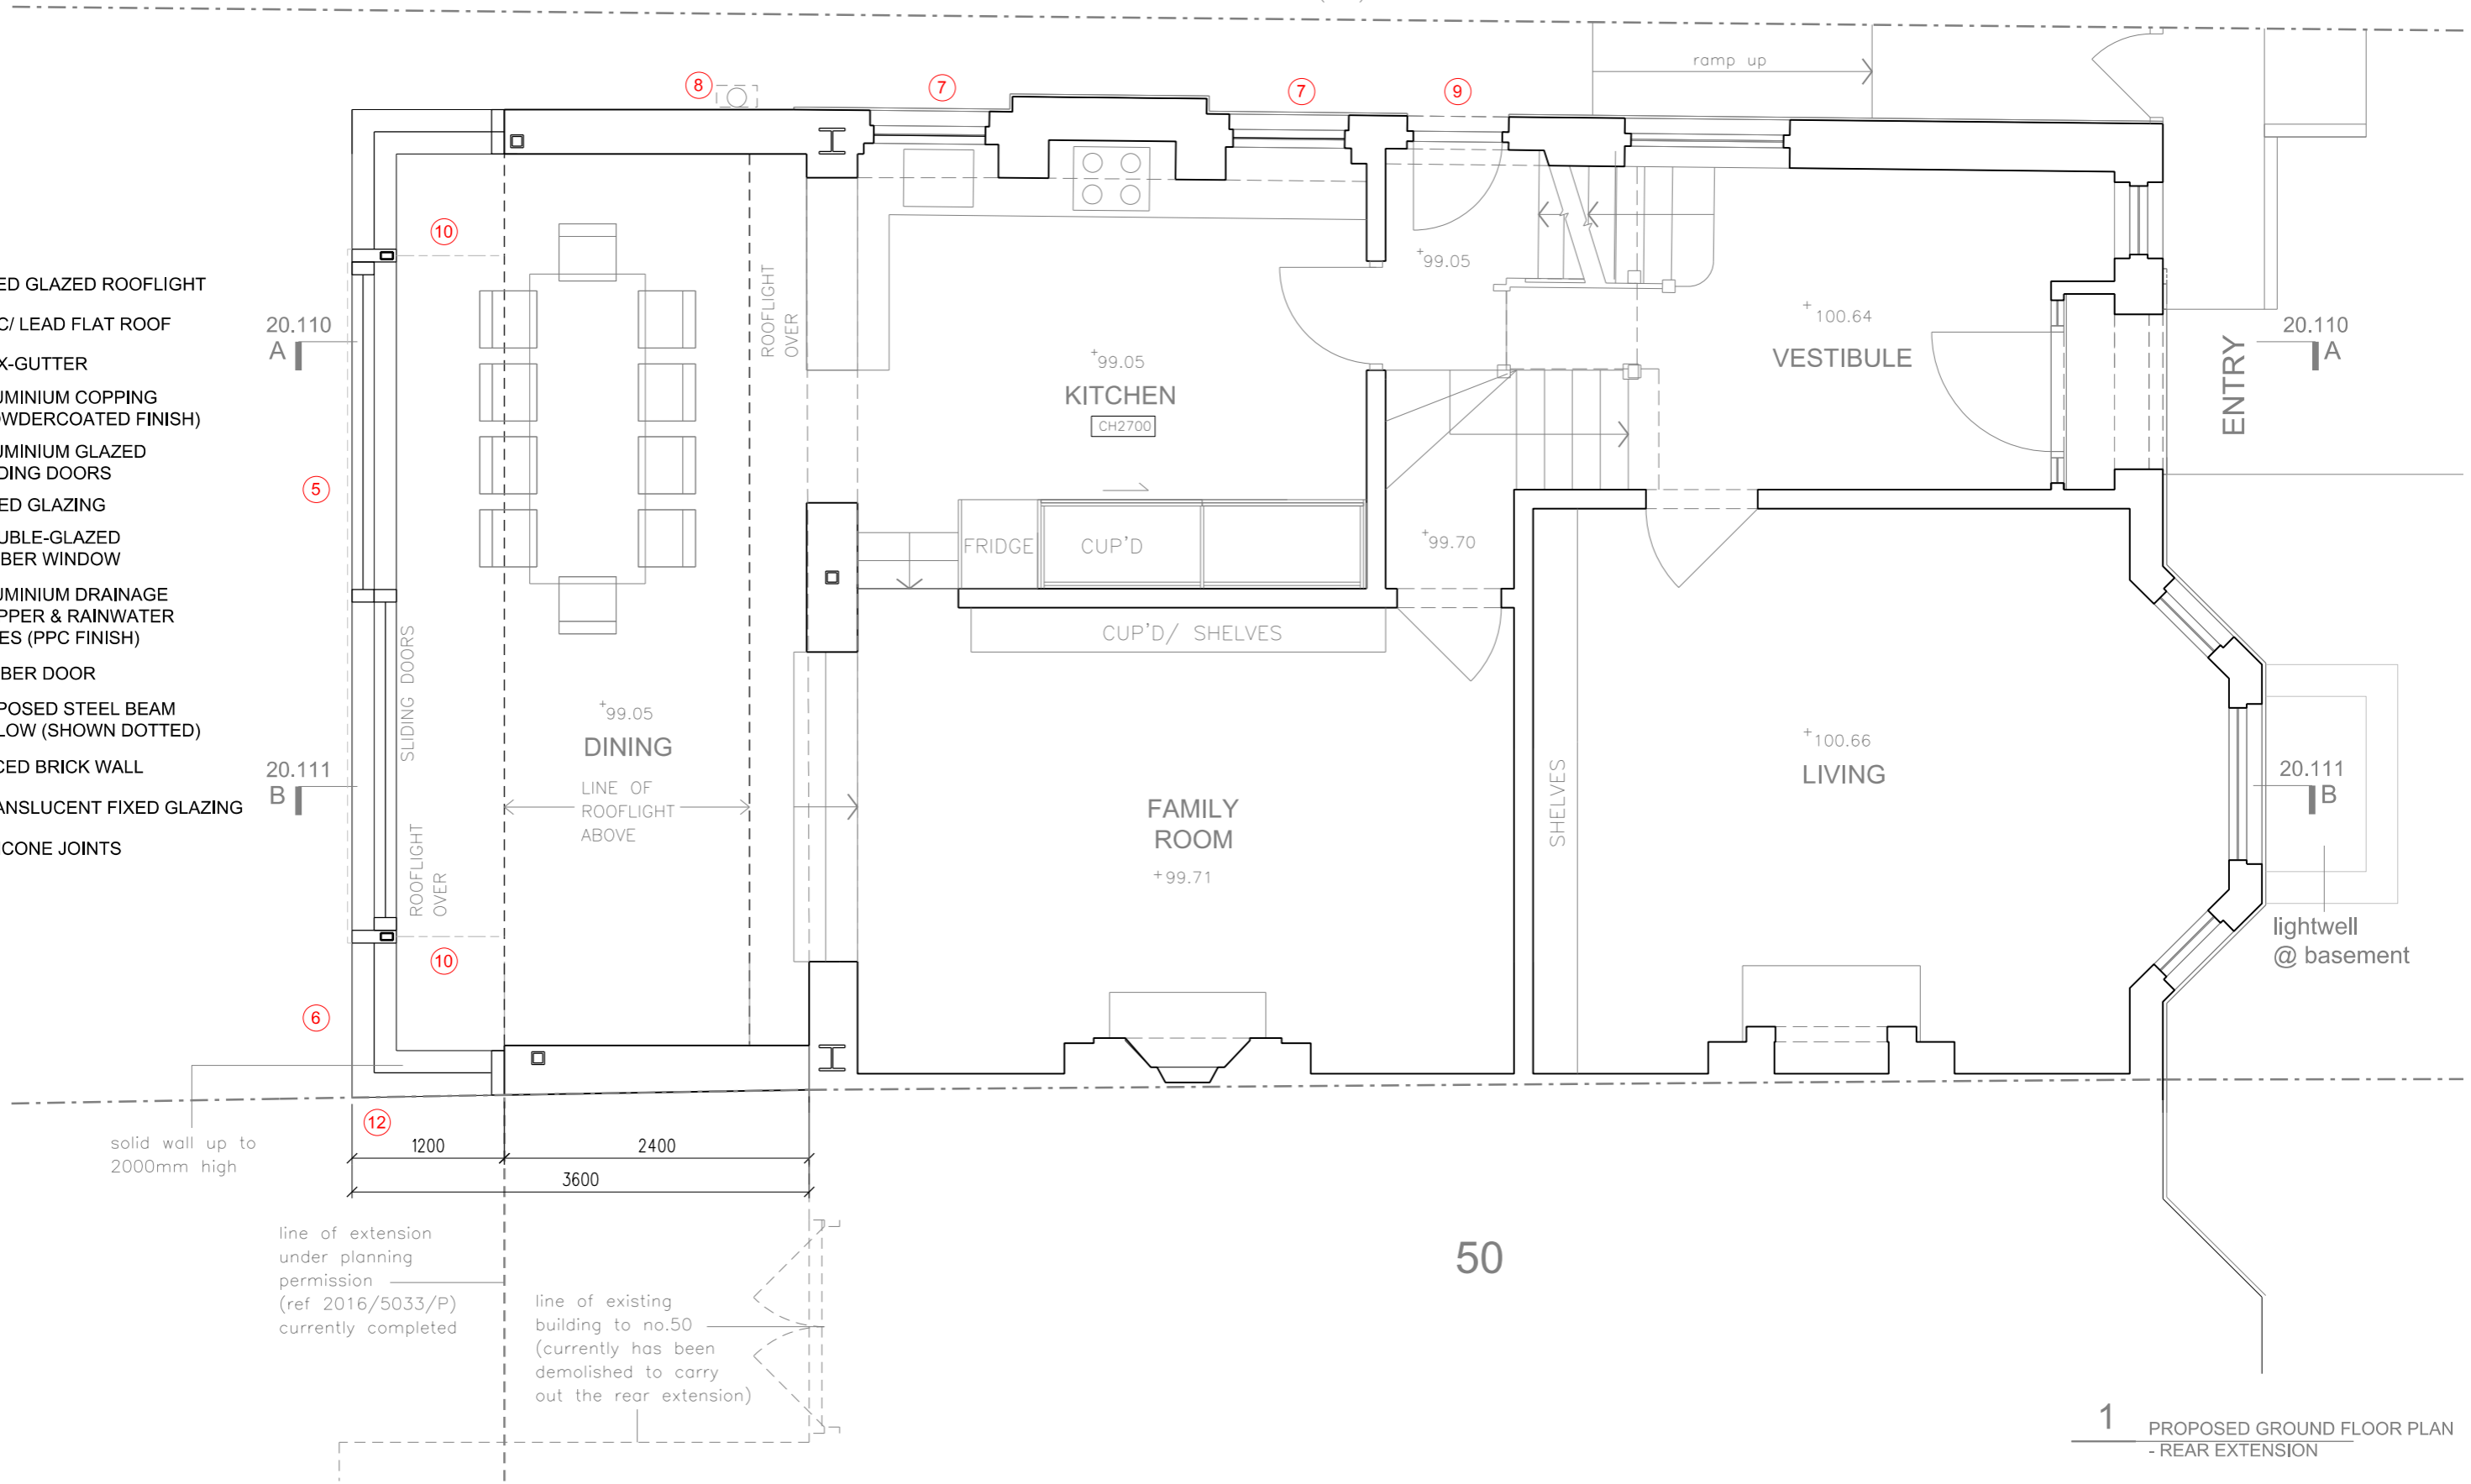 ramp up
8
7
7
9
10
ED GLAZED ROOFLIGHT
C/ LEAD FLAT ROOF
X-GUTTER
UMINIUM COPPING
OWDERCOATED FINISH)
UMINIUM GLAZED
DING DOORS
ED GLAZING
UBLE-GLAZED
BER WINDOW
UMINIUM DRAINAGE
PPER & RAINWATER
ES (PPC FINISH)
BER DOOR
POSED STEEL BEAM
LOW (SHOWN DOTTED)
CED BRICK WALL
ANSLUCENT FIXED GLAZING
ICONE JOINTS
20.110
A
5
20.111
B
6
10
12
SLIDING DOORS
ROOFLIGHT
OVER
ROOFLIGHT
OVER
+99.05
DINING
LINE OF
ROOFLIGHT
ABOVE
+99.05
KITCHEN
CH2700
FRIDGE
CUP'D
CUP'D/ SHELVES
+99.05
+99.70
+100.64
VESTIBULE
ENTRY
20.110
A
FAMILY
ROOM
+99.71
SHELVES
+100.66
LIVING
20.111
B
lightwell
@ basement
solid wall up to
2000mm high
1200
2400
3600
line of extension
under planning
permission
(ref 2016/5033/P)
currently completed
line of existing
building to no.50
(currently has been
demolished to carry
out the rear extension)
50
1
PROPOSED GROUND FLOOR PLAN
- REAR EXTENSION